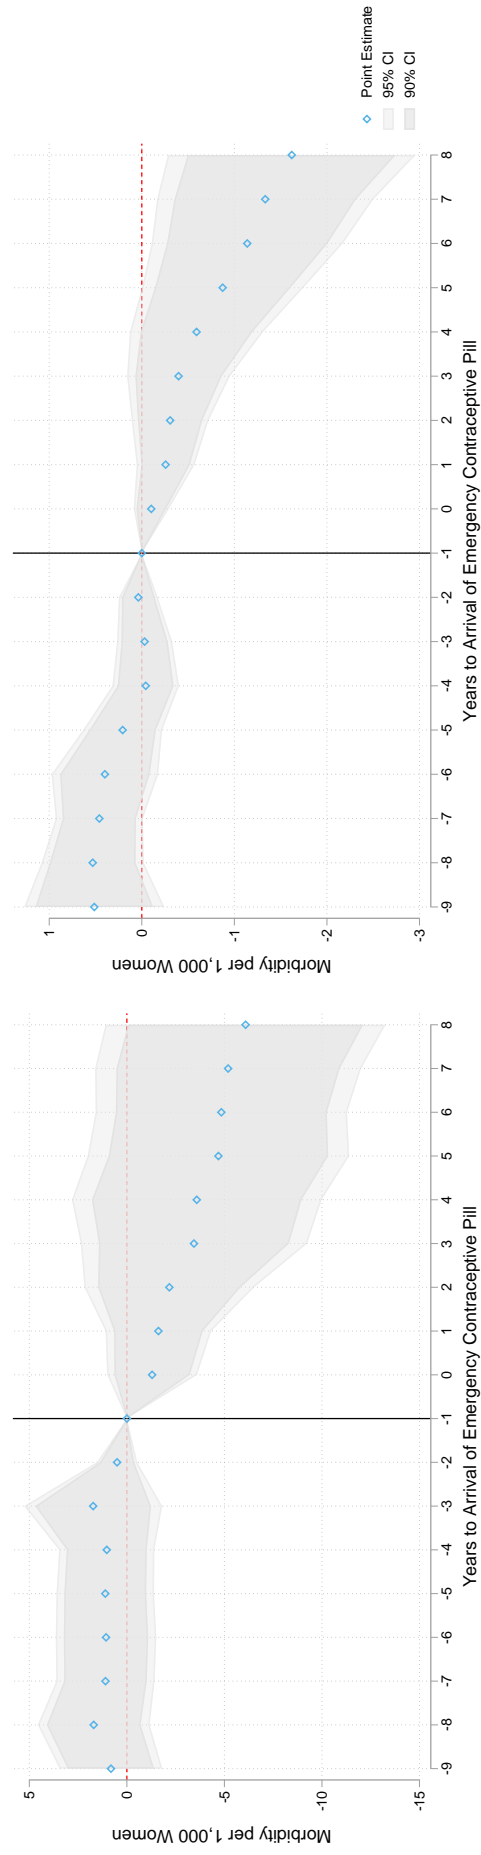 Morbidity per 1,000 Women
5
0
-5
-10
-15
-9 -8 -7 -6 -5 -4 -3 -2 -1 0 1 2 3 4 5 6 7 8
Years to Arrival of Emergency Contraceptive Pill
Morbidity per 1,000 Women
1
0
-1
-2
-3
-9 -8 -7 -6 -5 -4 -3 -2 -1 0 1 2 3 4 5 6 7 8
Years to Arrival of Emergency Contraceptive Pill
Point Estimate
95% CI
90% CI